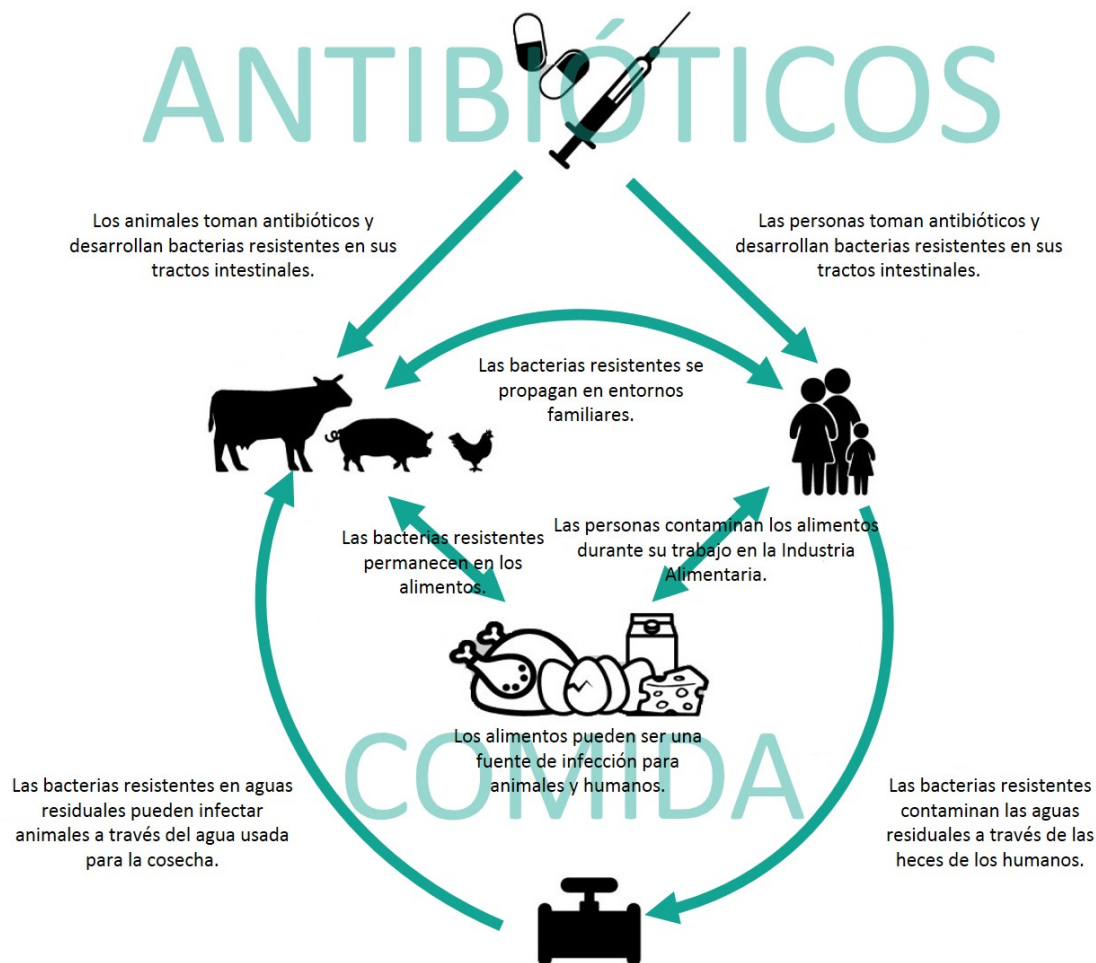 ANTIBIÓTICOS
Los animales toman antibióticos y
desarrollan bacterias resistentes en sus
tractos intestinales.
Las personas toman antibióticos y
desarrollan bacterias resistentes en sus
tractos intestinales.
Las bacterias resistentes se
propagan en entornos
familiares.
Las bacterias resistentes
permanecen en los
alimentos.
Las personas contaminan los alimentos
durante su trabajo en la Industria
Alimentaria.
Los alimentos pueden ser una
fuente de infección para
animales y humanos.
COMIDA
Las bacterias resistentes en aguas
residuales pueden infectar
animales a través del agua usada
para la cosecha.
Las bacterias resistentes
contaminan las aguas
residuales a través de las
heces de los humanos.